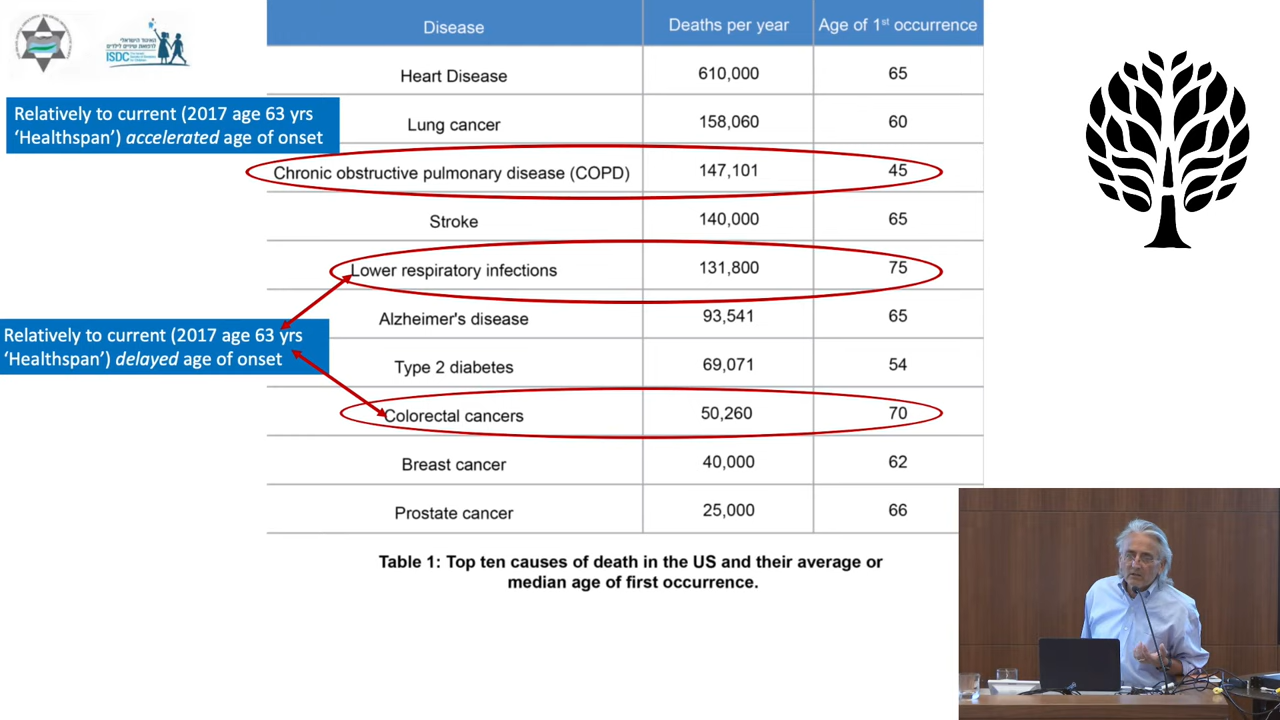 Disease
Deaths per year
Age of 1st occurrence
Heart Disease
610,000
65
Lung cancer
158,060
60
Chronic obstructive pulmonary disease (COPD)
147,101
45
Stroke
140,000
65
Lower respiratory infections
131,800
75
Alzheimer's disease
93,541
65
Type 2 diabetes
69,071
54
Colorectal cancers
50,260
70
Breast cancer
40,000
62
Prostate cancer
25,000
66
Table 1: Top ten causes of death in the US and their average or
median age of first occurrence.
ISDC
Relatively to current (2017 age 63 yrs
‘Healthspan’) accelerated age of onset
Relatively to current (2017 age 63 yrs
‘Healthspan’) delayed age of onset